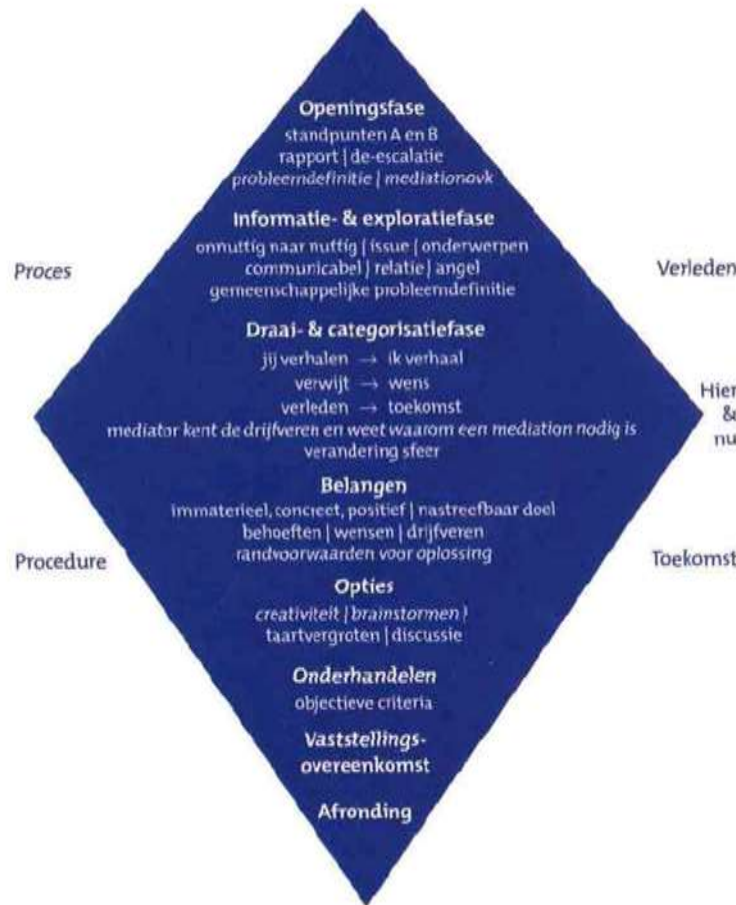 Openingsfase
standpunten A en B
rapport | de-escalatie
probleemdefinitie | mediationovk
Informatie- & exploratiefase
onnuttig naar nuttig | issue | onderwerpen
communicabel | relatie | angel
gemeenschappelijke probleemdefinitie
Proces
Verleden
Draai- & categorisatiefase
jij verhalen → ik verhaal
verwijt → wens
verleden → toekomst
mediator kent de drijfveren en weet waarom een mediation nodig is
verandering sfeer
Hier
&
nu
Belangen
immaterieel, concreet, positief | nastreefbaar doel
behoeften | wensen | drijfveren
randvoorwaarden voor oplossing
Procedure
Toekomst
Opties
creativiteit | brainstormen |
taartvergroten | discussie
Onderhandelen
objectieve criteria
Vaststellings-
overeenkomst
Afronding